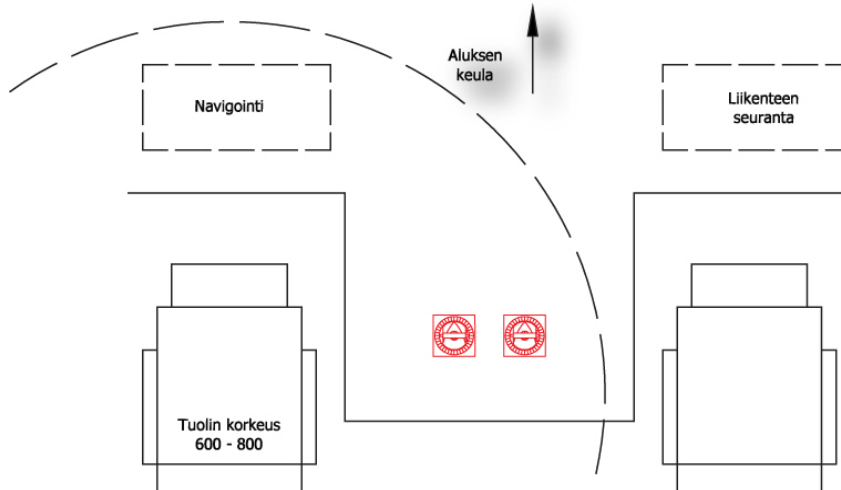 Aluksen
keula
Navigointi
Liikenteen
seuranta
Tuolin korkeus
600 - 800